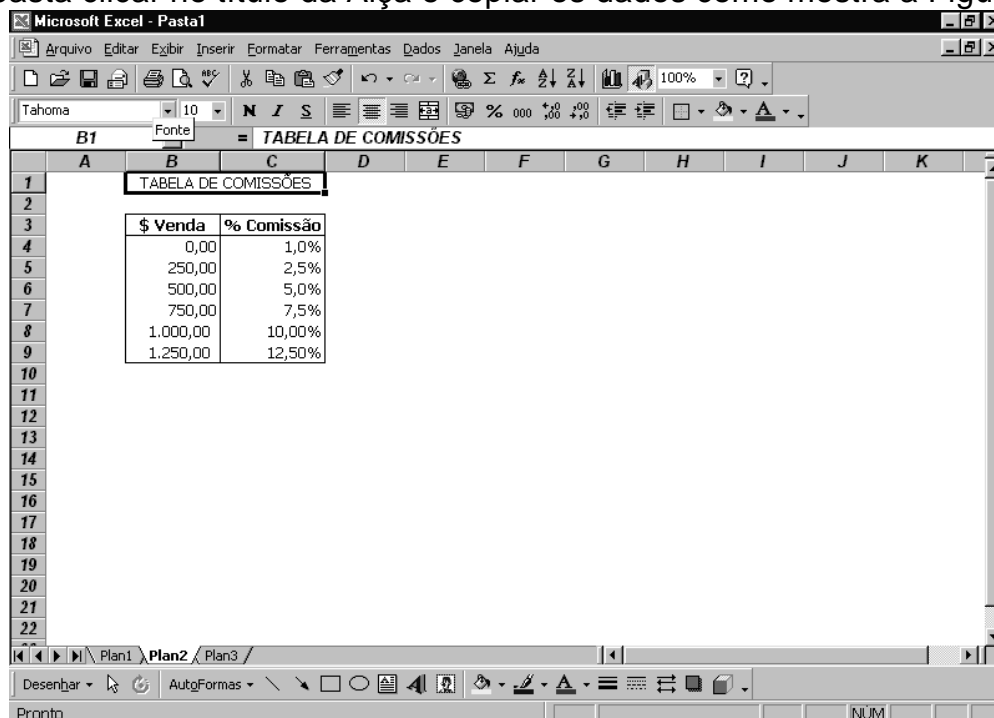 basta clicar no título da Alça e copiar os dados como mostra a Figu
Microsoft Excel - Pasta1
Arquivo Editar Exibir Inserir Formatar Ferramentas Dados Janela Ajuda
100%
Tahoma 10 N I S % 000
Fonte
B1 = TABELA DE COMISSÕES
A B C D E F G H I J K
1 TABELA DE COMISSÕES
2
3 $ Venda % Comissão
4 0,00 1,0%
5 250,00 2,5%
6 500,00 5,0%
7 750,00 7,5%
8 1.000,00 10,00%
9 1.250,00 12,50%
10
11
12
13
14
15
16
17
18
19
20
21
22
Plan1 Plan2 Plan3
Desenhar AutoFormas
Pronto NÚM